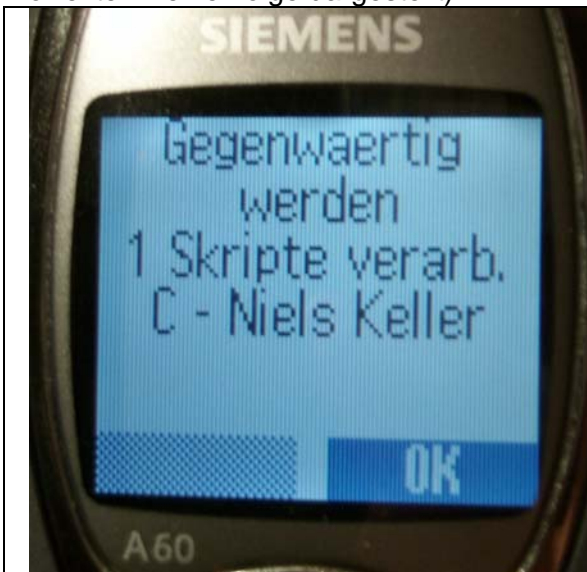 SIEMENS
Gegenwaertig
werden
1 Skripte verarb.
C - Niels Keller
OK
A60